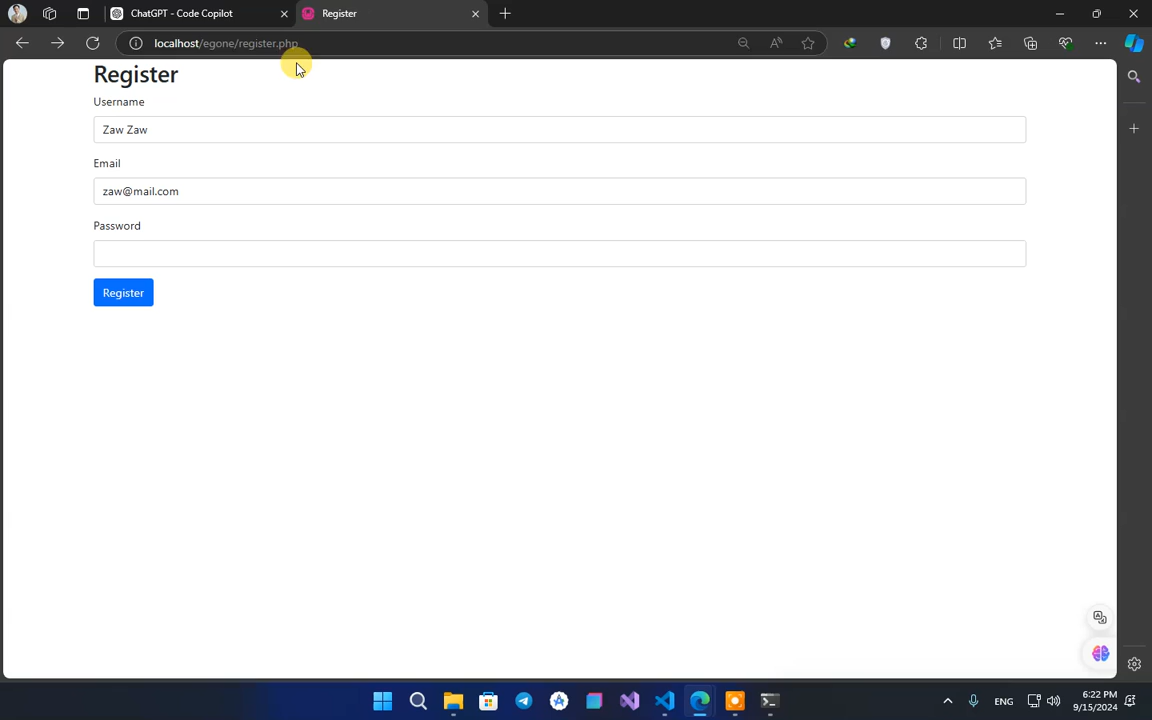 ChatGPT - Code Copilot
Register
localhost/egone/register.php
Register
Username
Zaw Zaw
Email
zaw@mail.com
Password
Register
ENG
6:22 PM
9/15/2024